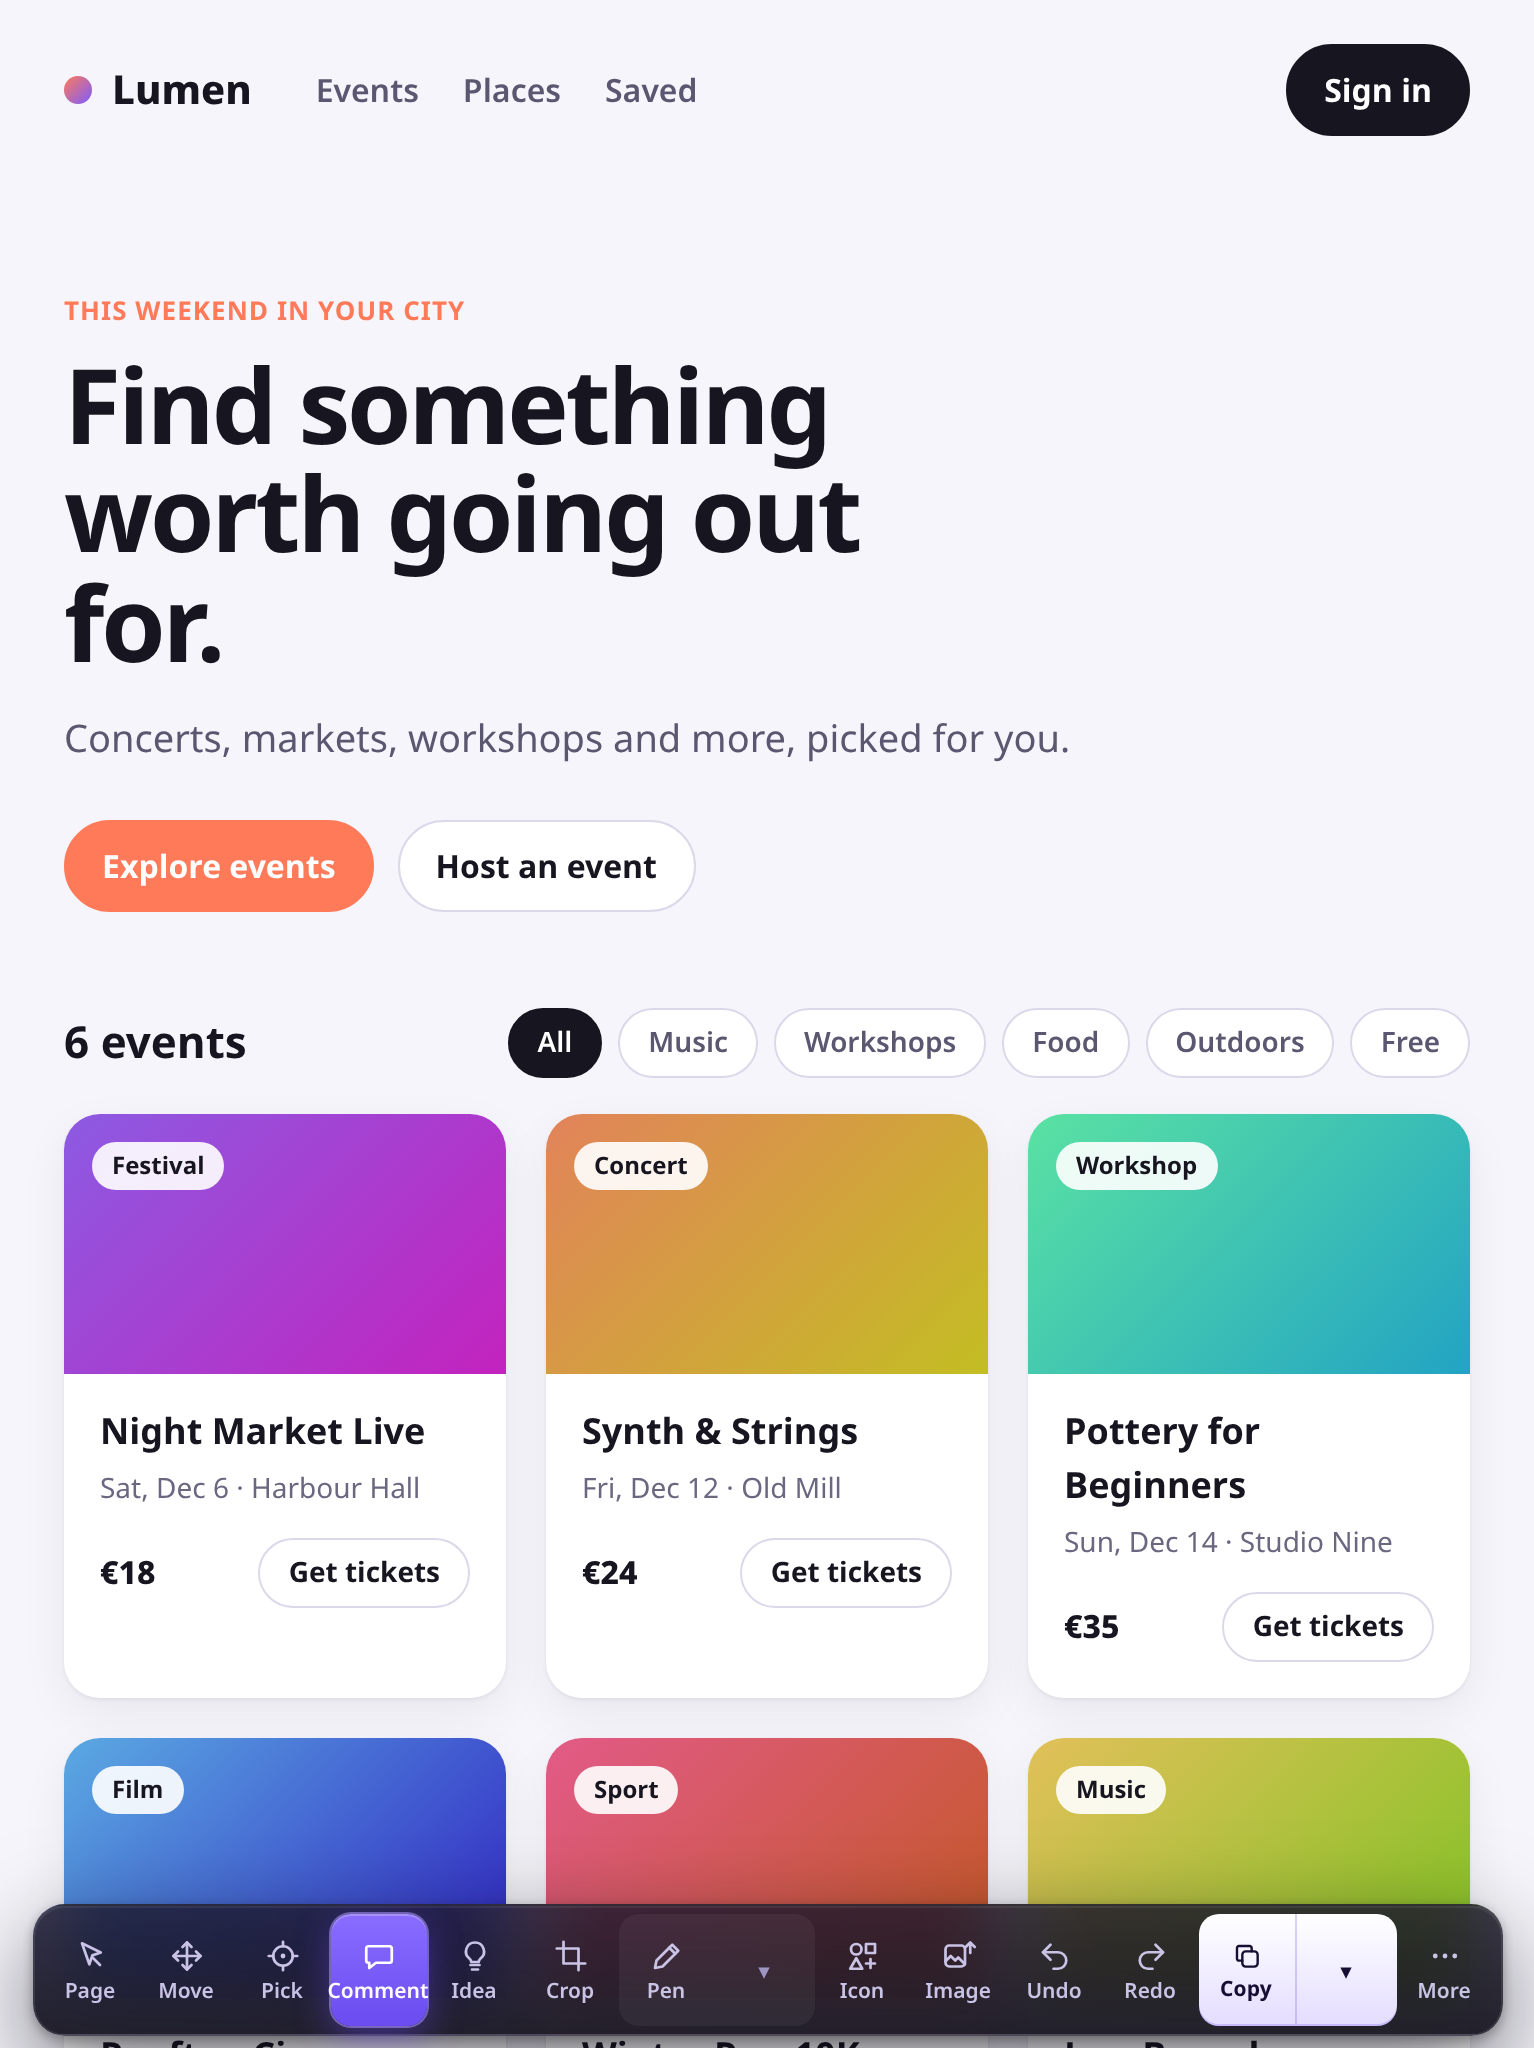 Lumen
Events
Places
Saved
Sign in
THIS WEEKEND IN YOUR CITY
Find something
worth going out
for.
Concerts, markets, workshops and more, picked for you.
Explore events
Host an event
6 events
All
Music
Workshops
Food
Outdoors
Free
Festival
Night Market Live
Sat, Dec 6 · Harbour Hall
€18
Get tickets
Concert
Synth & Strings
Fri, Dec 12 · Old Mill
€24
Get tickets
Workshop
Pottery for
Beginners
Sun, Dec 14 · Studio Nine
€35
Get tickets
Film
Sport
Music
Page
Move
Pick
Comment
Idea
Crop
Pen
Icon
Image
Undo
Redo
Copy
More